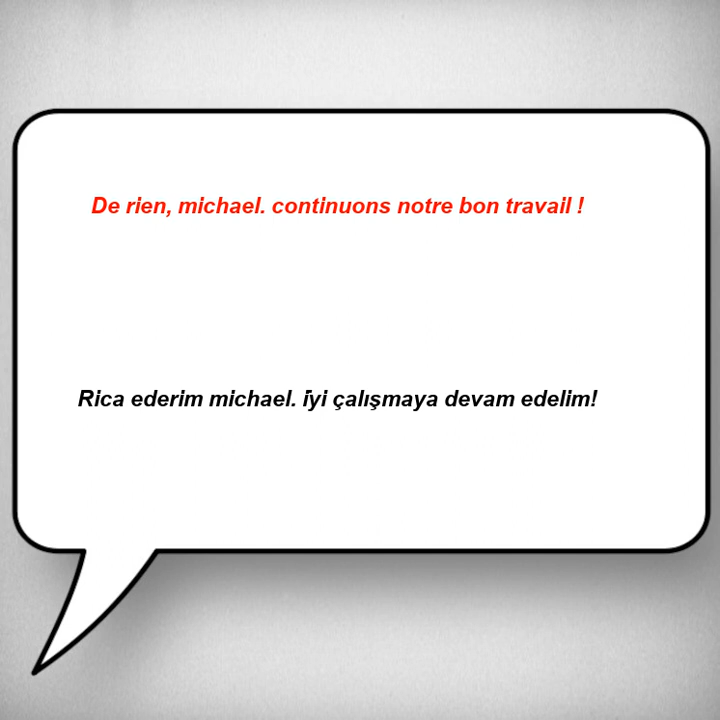 De rien, michael. continuons notre bon travail !
Rica ederim michael. i̇yi çalışmaya devam edelim!